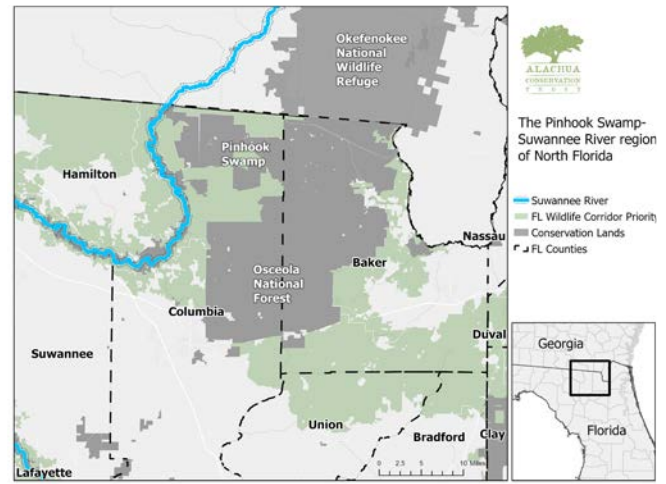 Okefenokee
National
Wildlife
Refuge
Pinhook
Swamp
Hamilton
Nassau
Osceola
National
Forest
Baker
Columbia
Duval
Suwannee
Union
Bradford
Clay
Lafayette
0 2.5 5 10 Miles
ALACHUA
CONSERVATION
TRUST
The Pinhook Swamp-
Suwannee River region
of North Florida
Suwannee River
FL Wildlife Corridor Priority
Conservation Lands
FL Counties
Georgia
Florida